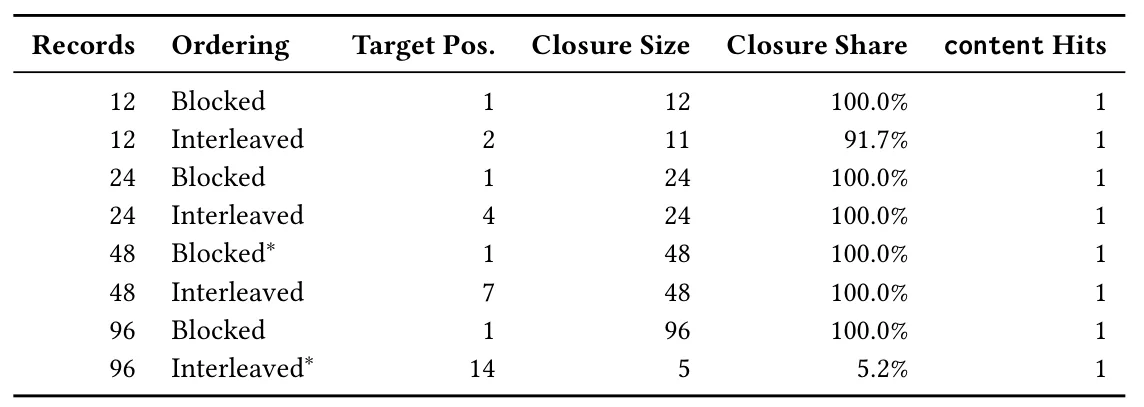 Records Ordering Target Pos. Closure Size Closure Share content Hits
12 Blocked 1 12 100.0% 1
12 Interleaved 2 11 91.7% 1
24 Blocked 1 24 100.0% 1
24 Interleaved 4 24 100.0% 1
48 Blocked* 1 48 100.0% 1
48 Interleaved 7 48 100.0% 1
96 Blocked 1 96 100.0% 1
96 Interleaved* 14 5 5.2% 1